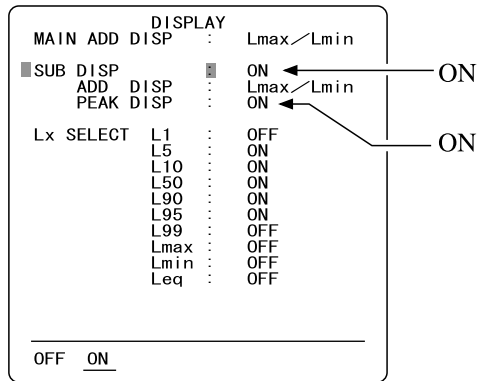 DISPLAY
MAIN ADD DISP : Lmax/Lmin
SUB DISP : ON
ADD DISP : Lmax/Lmin
PEAK DISP : ON
Lx SELECT L1 : OFF
L5 : ON
L10 : ON
L50 : ON
L90 : ON
L95 : ON
L99 : OFF
Lmax : OFF
Lmin : OFF
Leq : OFF
OFF ON
ON
ON